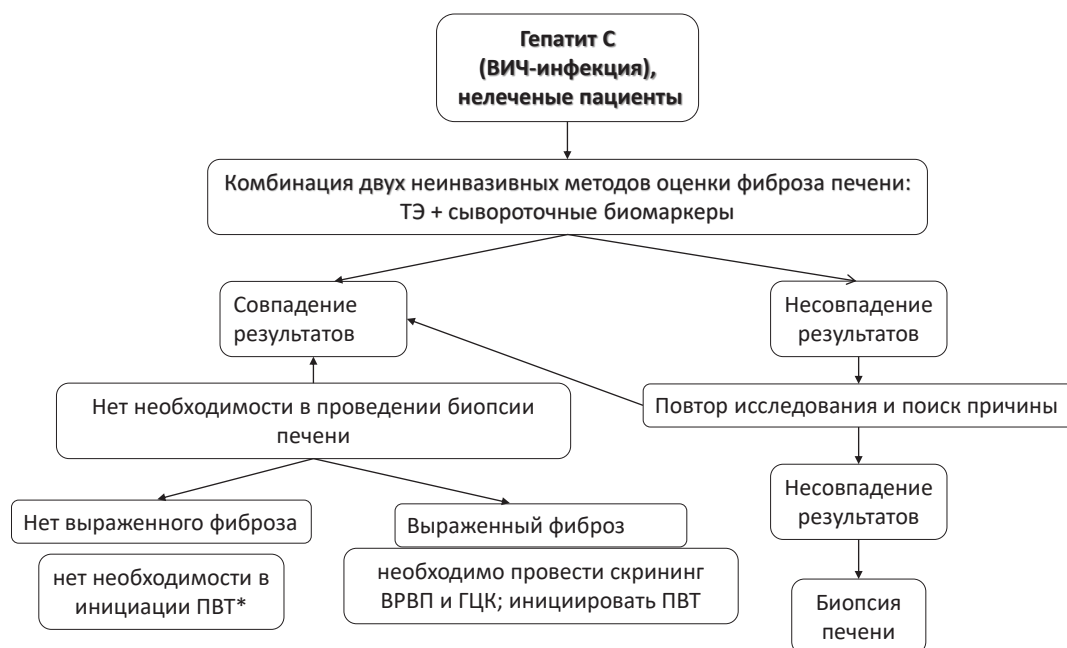 Гепатит С
(ВИЧ-инфекция),
нелеченые пациенты
Комбинация двух неинвазивных методов оценки фиброза печени:
ТЭ + сывороточные биомаркеры
Совпадение
результатов
Несовпадение
результатов
Нет необходимости в проведении биопсии
печени
Повтор исследования и поиск причины
Нет выраженного фиброза
Выраженный фиброз
Несовпадение
результатов
нет необходимости в
инициации ПВТ*
необходимо провести скрининг
ВРВП и ГЦК; инициировать ПВТ
Биопсия
печени